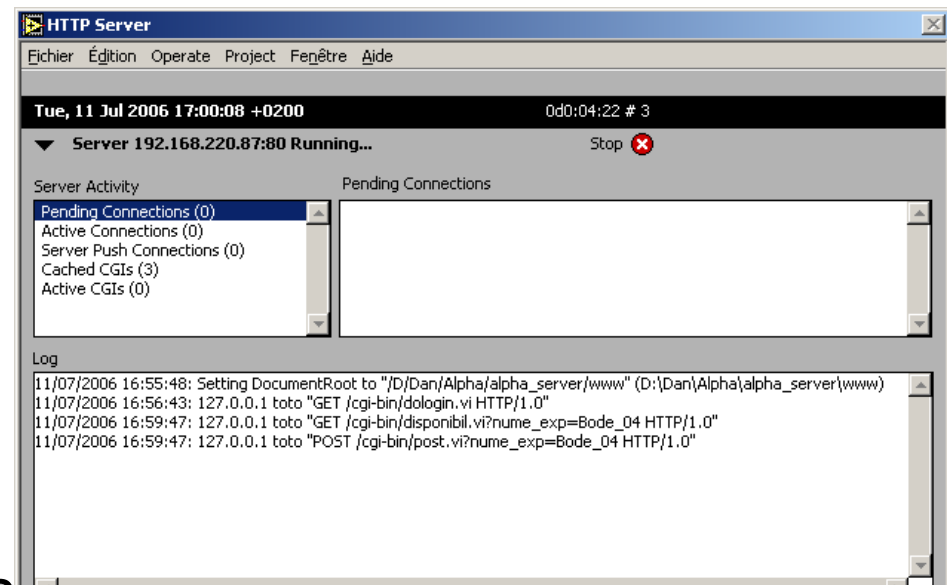 HTTP Server
Fichier Édition Operate Project Fenêtre Aide
Tue, 11 Jul 2006 17:00:08 +0200 0d0:04:22 # 3
Server 192.168.220.87:80 Running... Stop
Server Activity Pending Connections
Pending Connections (0)
Active Connections (0)
Server Push Connections (0)
Cached CGIs (3)
Active CGIs (0)
Log
11/07/2006 16:55:48: Setting DocumentRoot to "/D/Dan/Alpha/alpha_server/www" (D:\Dan\Alpha\alpha_server\www)
11/07/2006 16:56:43: 127.0.0.1 toto "GET /cgi-bin/dologin.vi HTTP/1.0"
11/07/2006 16:59:47: 127.0.0.1 toto "GET /cgi-bin/disponibil.vi?nume_exp=Bode_04 HTTP/1.0"
11/07/2006 16:59:47: 127.0.0.1 toto "POST /cgi-bin/post.vi?nume_exp=Bode_04 HTTP/1.0"